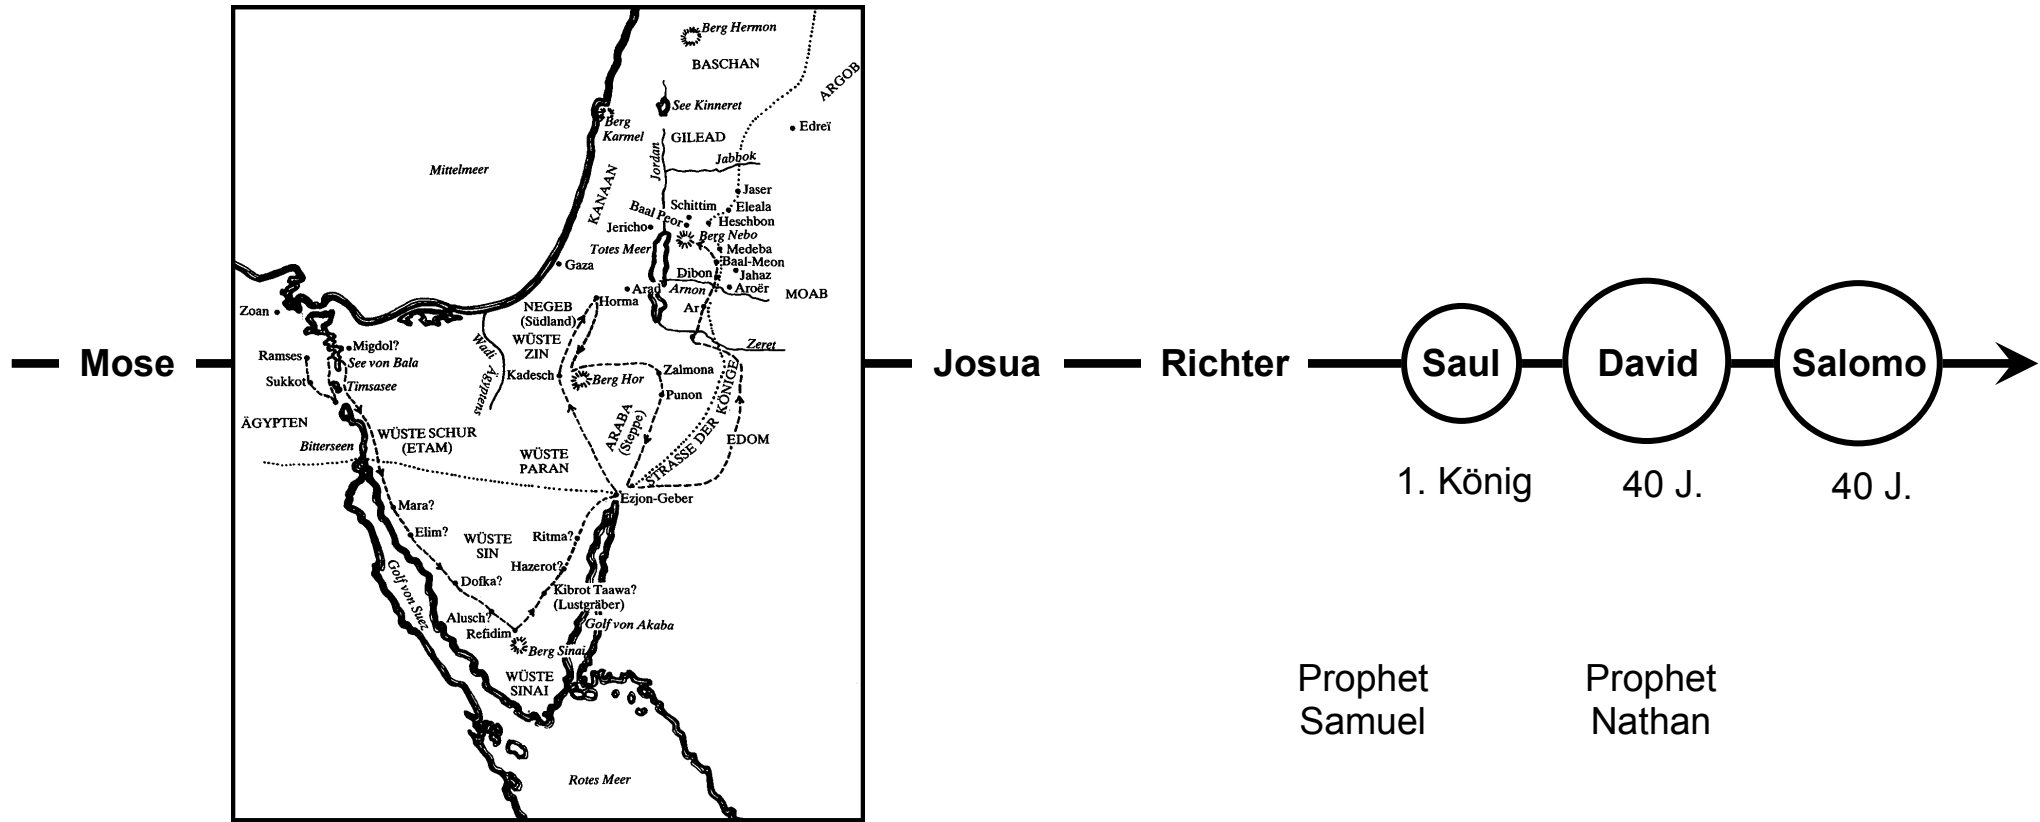 Mose
Berg Hermon
BASCHAN
ARGOB
See Kinneret
Berg
Karmel
Edreï
GILEAD
Jordan
Jabbok
Mittelmeer
KANAAN
Jaser
Schittim
Eleala
Baal Peor
Heschbon
Jericho
Berg Nebo
Totes Meer
Medeba
Baal-Meon
Gaza
Dibon
Jahaz
Arad
Arnon
Aroër
MOAB
Horma
NEGEB
(Südland)
Ar
Zoan
WÜSTE
ZIN
Wadi Ägyptens
Zeret
Migdol?
Ramses
See von Bala
Kadesch
Berg Hor
Zalmona
Sukkot
Timsasee
Punon
ÄGYPTEN
ARABA
(Steppe)
STRASSE DER KÖNIGE
EDOM
WÜSTE SCHUR
(ETAM)
Bitterseen
WÜSTE
PARAN
Ezjon-Geber
Mara?
Elim?
WÜSTE
SIN
Ritma?
Hazerot?
Golf von Suez
Dofka?
Kibrot Taawa?
(Lustgräber)
Alusch?
Refidim
Golf von Akaba
Berg Sinai
WÜSTE
SINAI
Rotes Meer
Josua
Richter
Saul
David
Salomo
1. König
40 J.
40 J.
Prophet
Samuel
Prophet
Nathan